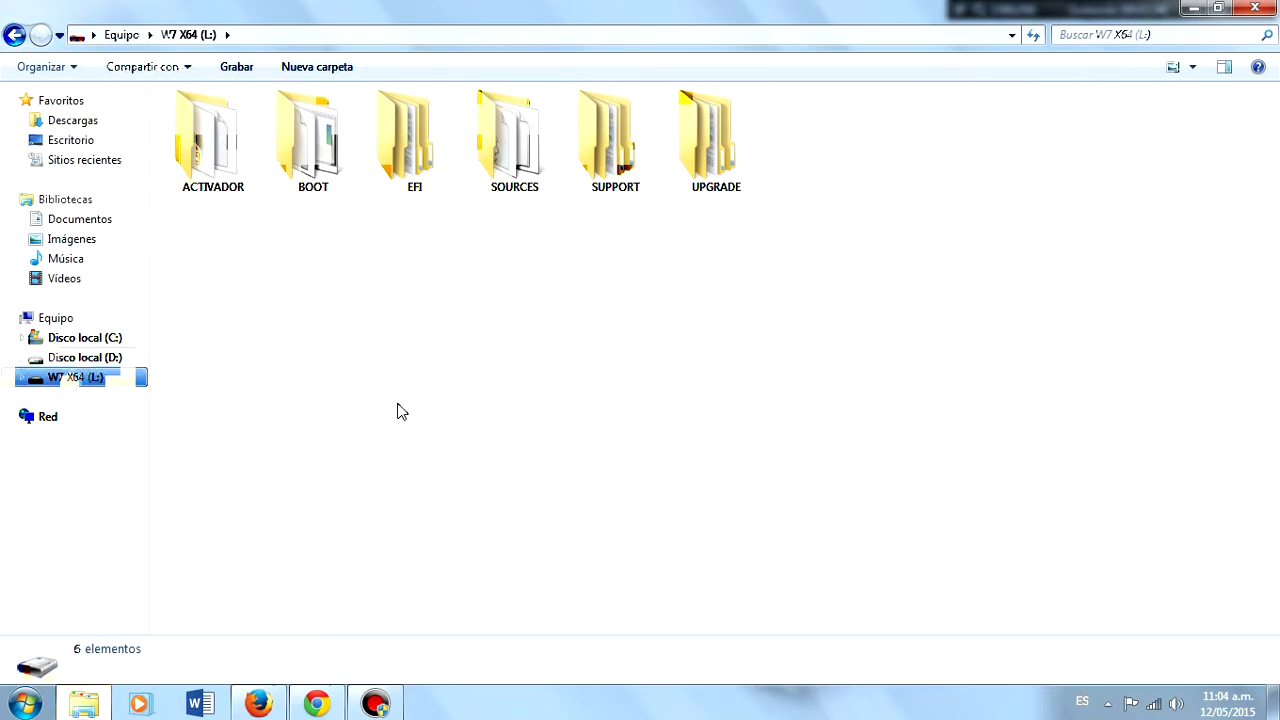 Equipo W7 X64 (L:)
Buscar W7 X64 (L:)
Organizar Compartir con Grabar Nueva carpeta
Favoritos
Descargas
Escritorio
Sitios recientes
Bibliotecas
Documentos
Imágenes
Música
Vídeos
Equipo
Disco local (C:)
Disco local (D:)
W7 X64 (L:)
Red
ACTIVADOR
BOOT
EFI
SOURCES
SUPPORT
UPGRADE
6 elementos
ES
11:04 a.m.
12/05/2015